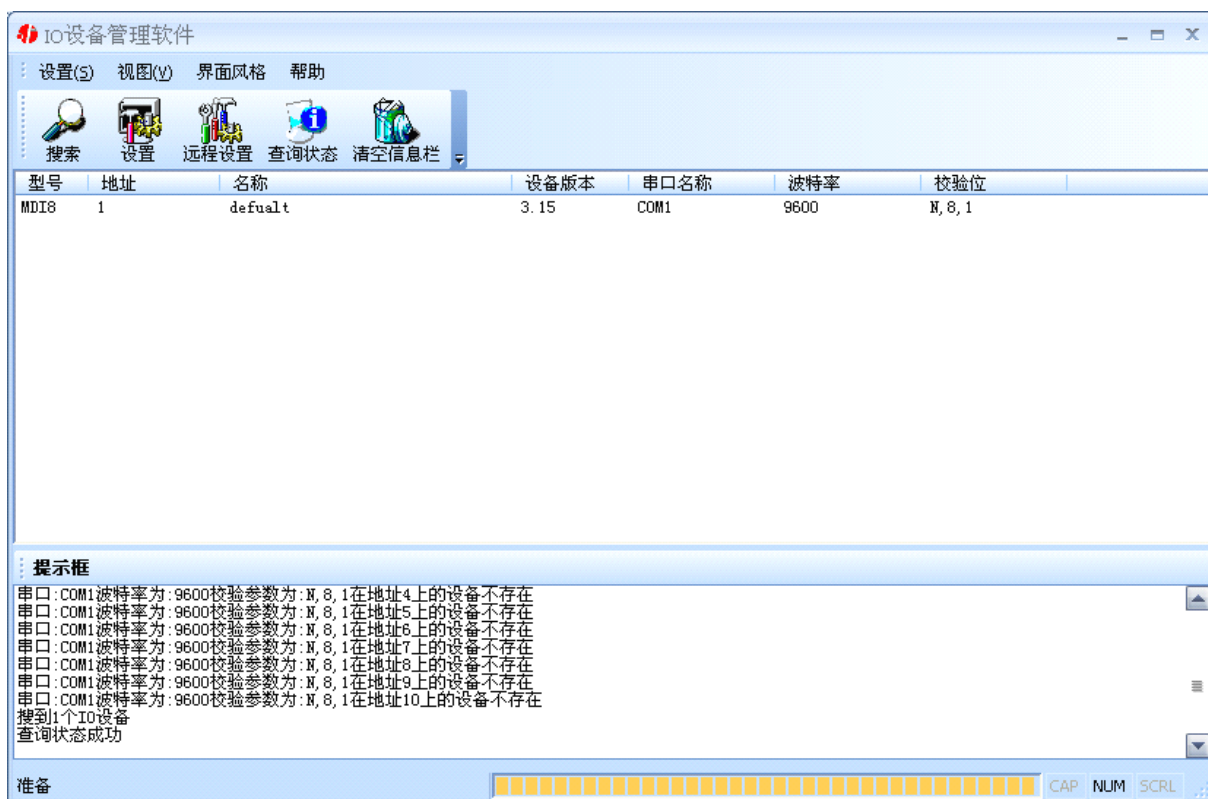 IO设备管理软件
设置(S) 视图(V) 界面风格 帮助
搜索 设置 远程设置 查询状态 清空信息栏
型号 地址 名称 设备版本 串口名称 波特率 校验位
MDI8 1 defualt 3.15 COM1 9600 N,8,1
提示框
串口:COM1波特率为:9600校验参数为:N,8,1在地址4上的设备不存在
串口:COM1波特率为:9600校验参数为:N,8,1在地址5上的设备不存在
串口:COM1波特率为:9600校验参数为:N,8,1在地址6上的设备不存在
串口:COM1波特率为:9600校验参数为:N,8,1在地址7上的设备不存在
串口:COM1波特率为:9600校验参数为:N,8,1在地址8上的设备不存在
串口:COM1波特率为:9600校验参数为:N,8,1在地址9上的设备不存在
串口:COM1波特率为:9600校验参数为:N,8,1在地址10上的设备不存在
搜到1个IO设备
查询状态成功
准备 CAP NUM SCRL